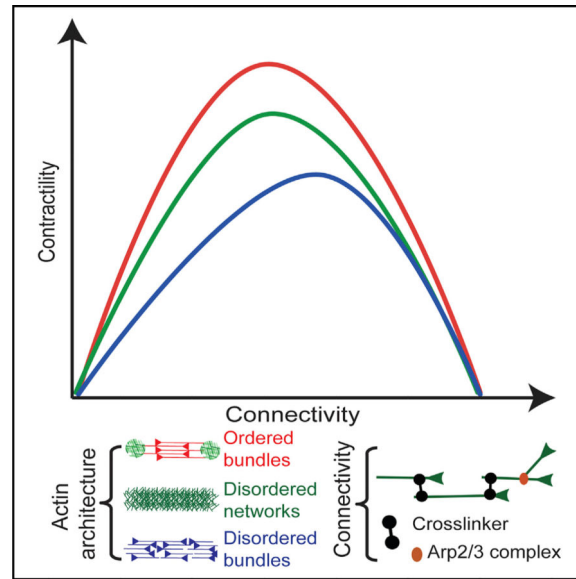 Contractility
Connectivity
Actin
architecture
Ordered
bundles
Disordered
networks
Disordered
bundles
Connectivity
Crosslinker
Arp2/3 complex